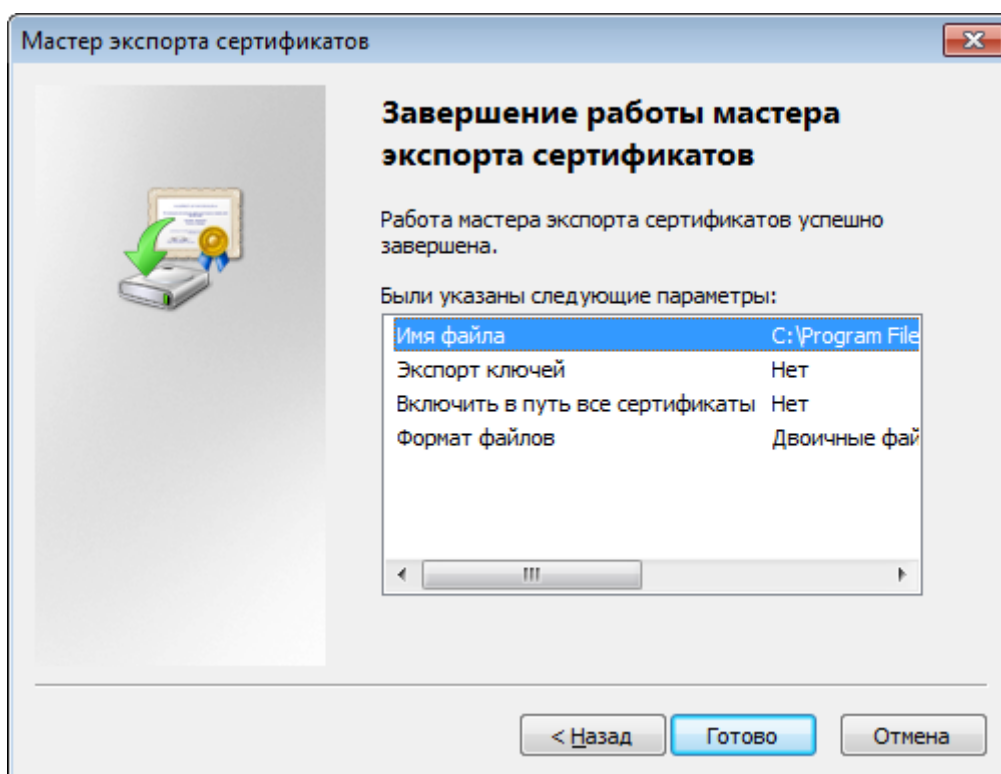 Мастер экспорта сертификатов
Завершение работы мастера
экспорта сертификатов
Работа мастера экспорта сертификатов успешно
завершена.
Были указаны следующие параметры:
Имя файла C:\Program File
Экспорт ключей Нет
Включить в путь все сертификаты Нет
Формат файлов Двоичные фай
< Назад Готово Отмена